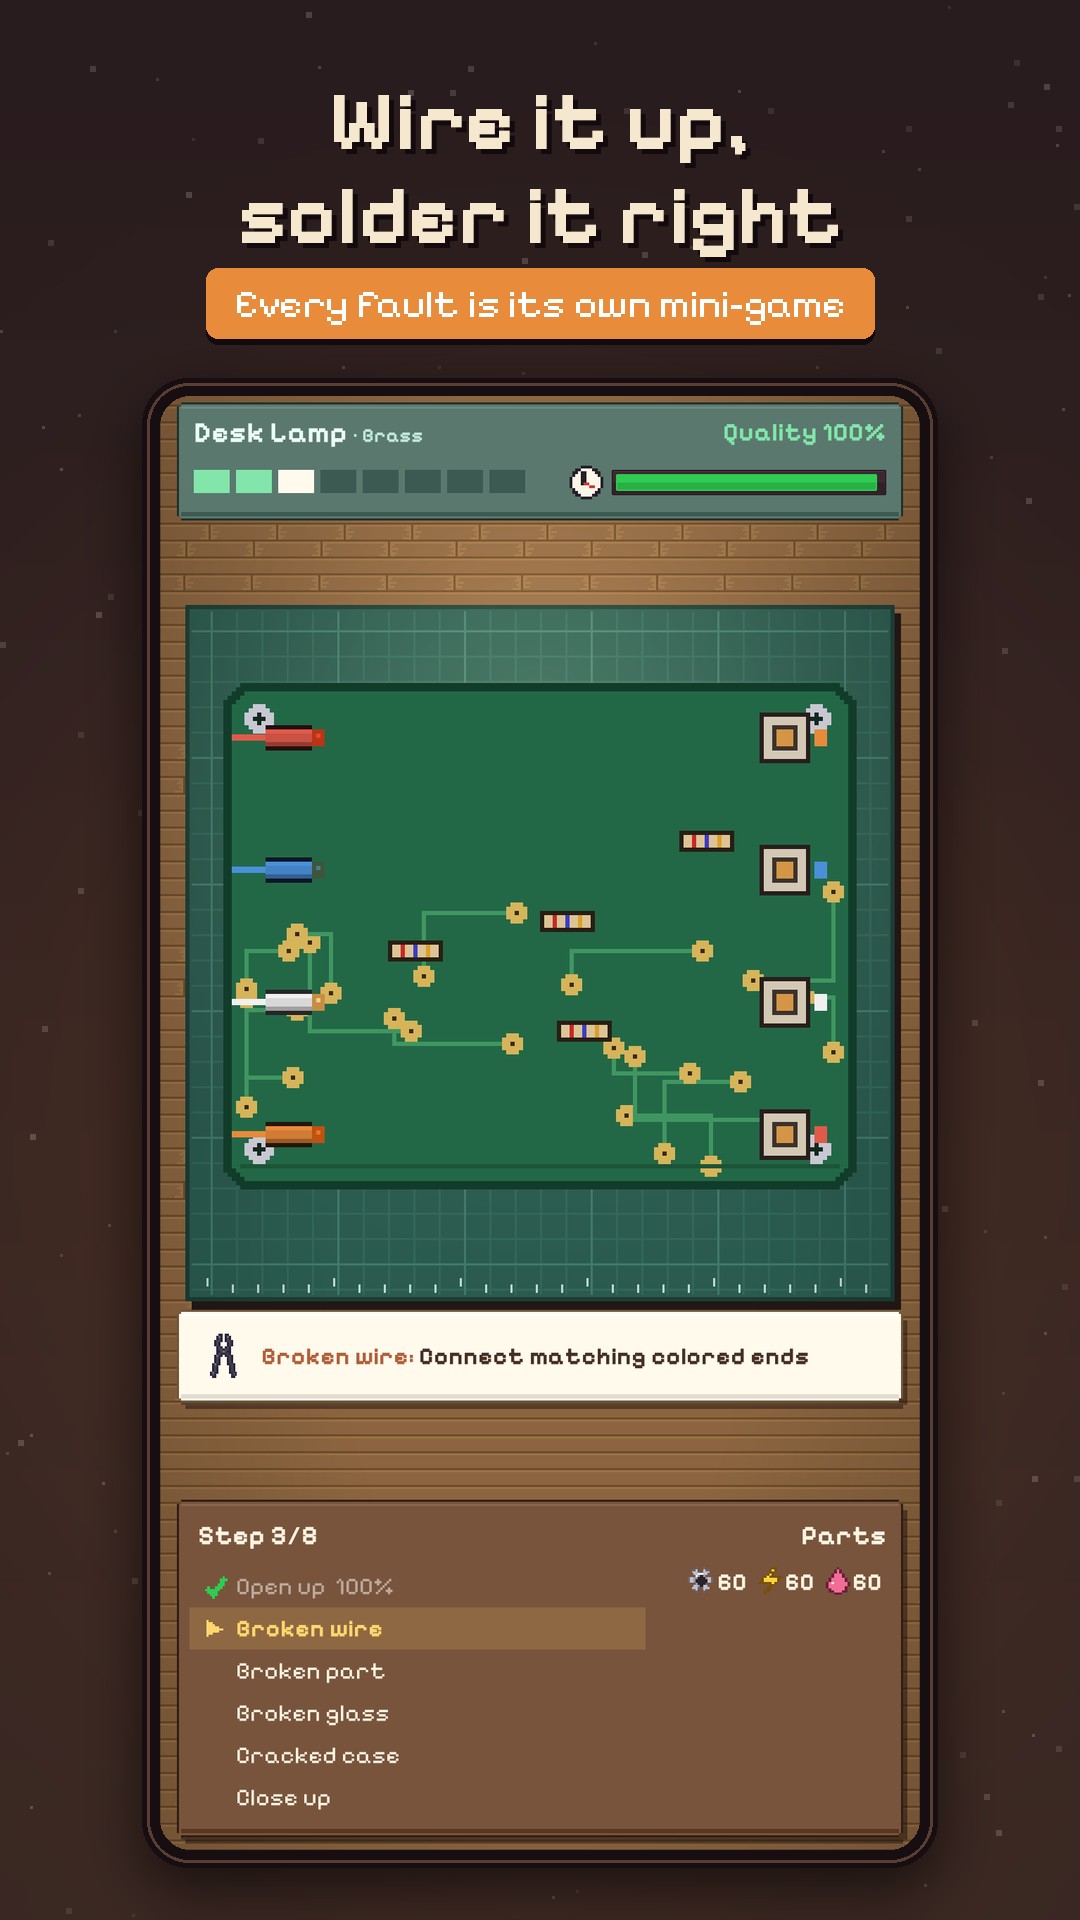 Wire it up,
solder it right
Every fault is its own mini-game
Desk Lamp · Brass
Quality 100%
Broken wire: Connect matching colored ends
Step 3/8
Parts
Open up 100%
60 60 60
Broken wire
Broken part
Broken glass
Cracked case
Close up